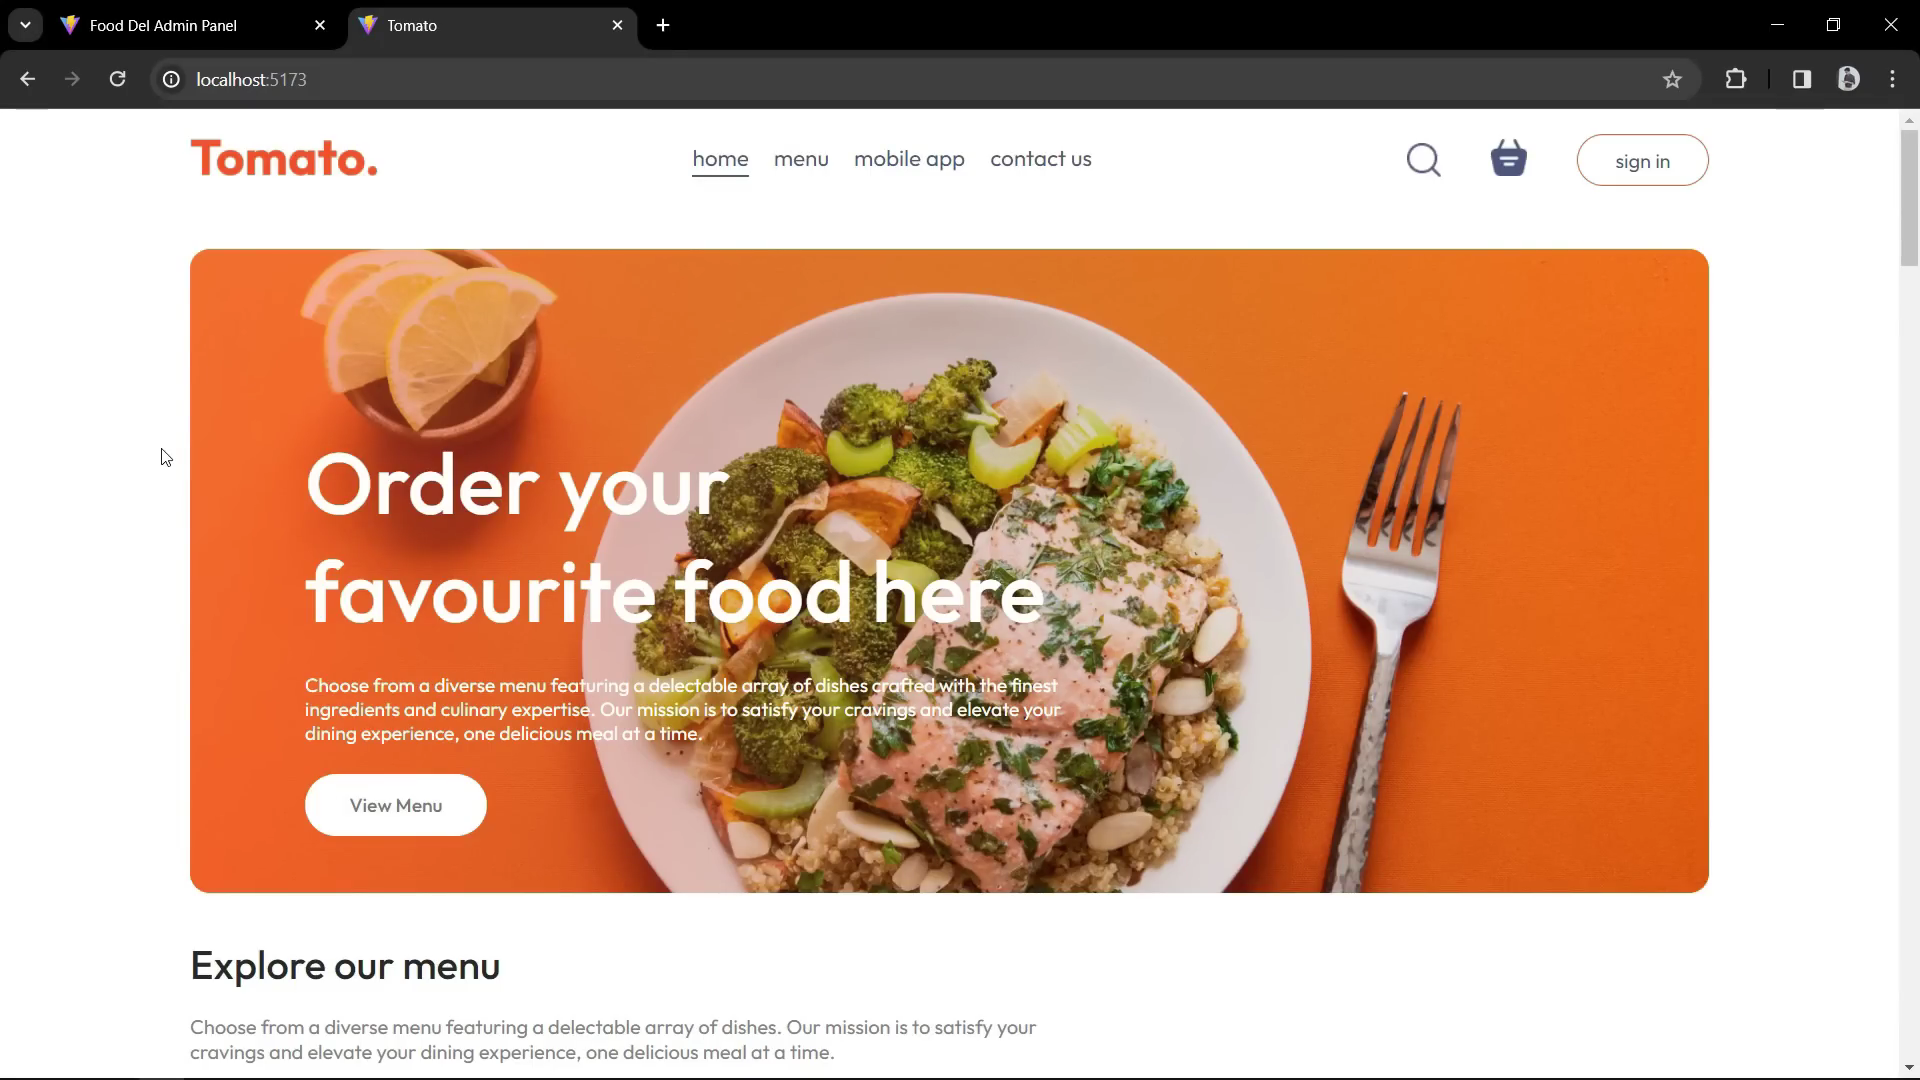 Food Del Admin Panel
Tomato
localhost:5173
Tomato.
home menu mobile app contact us
sign in
Order your
favourite food here
Choose from a diverse menu featuring a delectable array of dishes crafted with the finest
ingredients and culinary expertise. Our mission is to satisfy your cravings and elevate your
dining experience, one delicious meal at a time.
View Menu
Explore our menu
Choose from a diverse menu featuring a delectable array of dishes. Our mission is to satisfy your
cravings and elevate your dining experience, one delicious meal at a time.